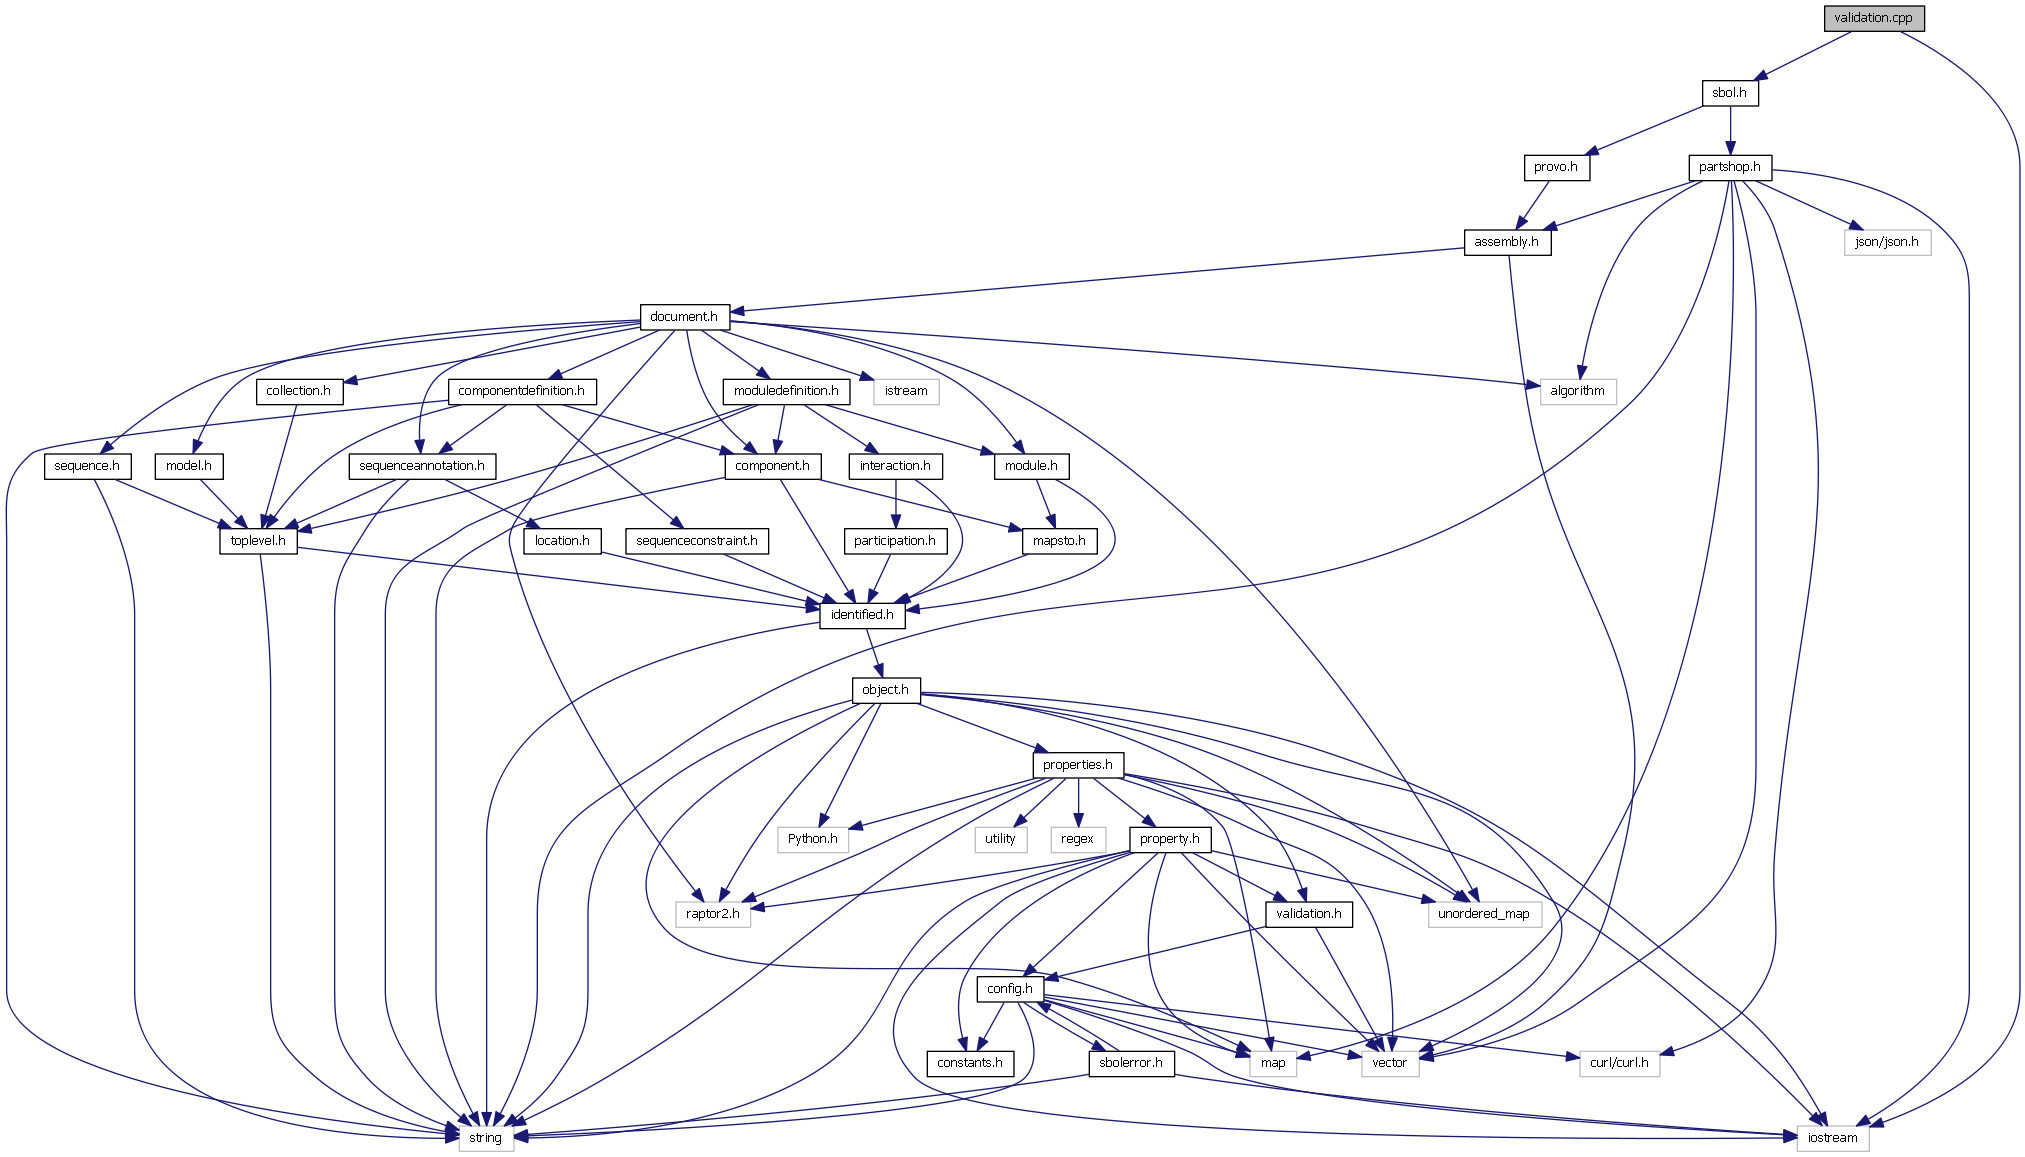 validation.cpp
sbol.h
provo.h
partshop.h
assembly.h
json/json.h
document.h
collection.h
componentdefinition.h
moduledefinition.h
istream
algorithm
sequence.h
model.h
sequenceannotation.h
component.h
interaction.h
module.h
toplevel.h
location.h
sequenceconstraint.h
participation.h
mapsto.h
identified.h
object.h
properties.h
Python.h
utility
regex
property.h
raptor2.h
validation.h
unordered_map
config.h
constants.h
sbolerror.h
map
vector
curl/curl.h
string
iostream